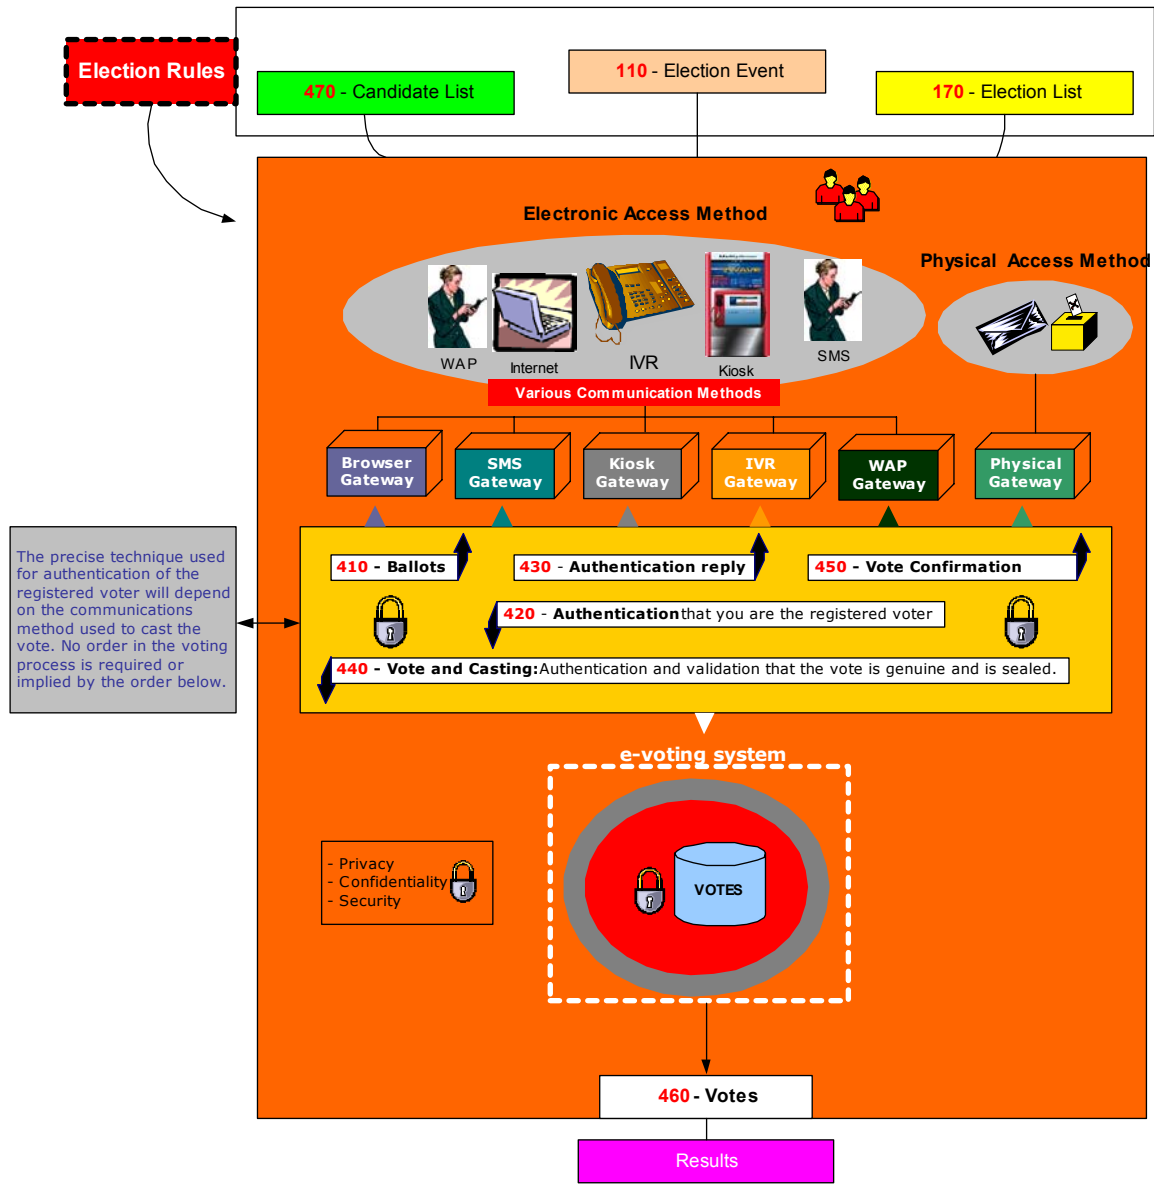 Election Rules
470 - Candidate List
110 - Election Event
170 - Election List
Electronic Access Method
Physical Access Method
WAP
Internet
IVR
Kiosk
SMS
Various Communication Methods
Browser
Gateway
SMS
Gateway
Kiosk
Gateway
IVR
Gateway
WAP
Gateway
Physical
Gateway
The precise technique used
for authentication of the
registered voter will depend
on the communications
method used to cast the
vote. No order in the voting
process is required or
implied by the order below.
410 - Ballots
430 - Authentication reply
450 - Vote Confirmation
420 - Authentication that you are the registered voter
440 - Vote and Casting: Authentication and validation that the vote is genuine and is sealed.
e-voting system
- Privacy
- Confidentiality
- Security
VOTES
460 - Votes
Results